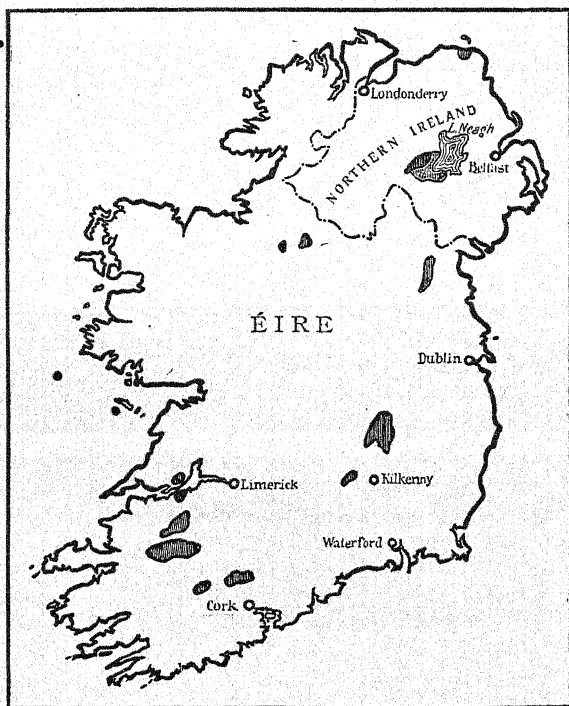 Londonderry
NORTHERN IRELAND
L. Neagh
Belfast
ÉIRE
Dublin
Limerick
Kilkenny
Waterford
Cork